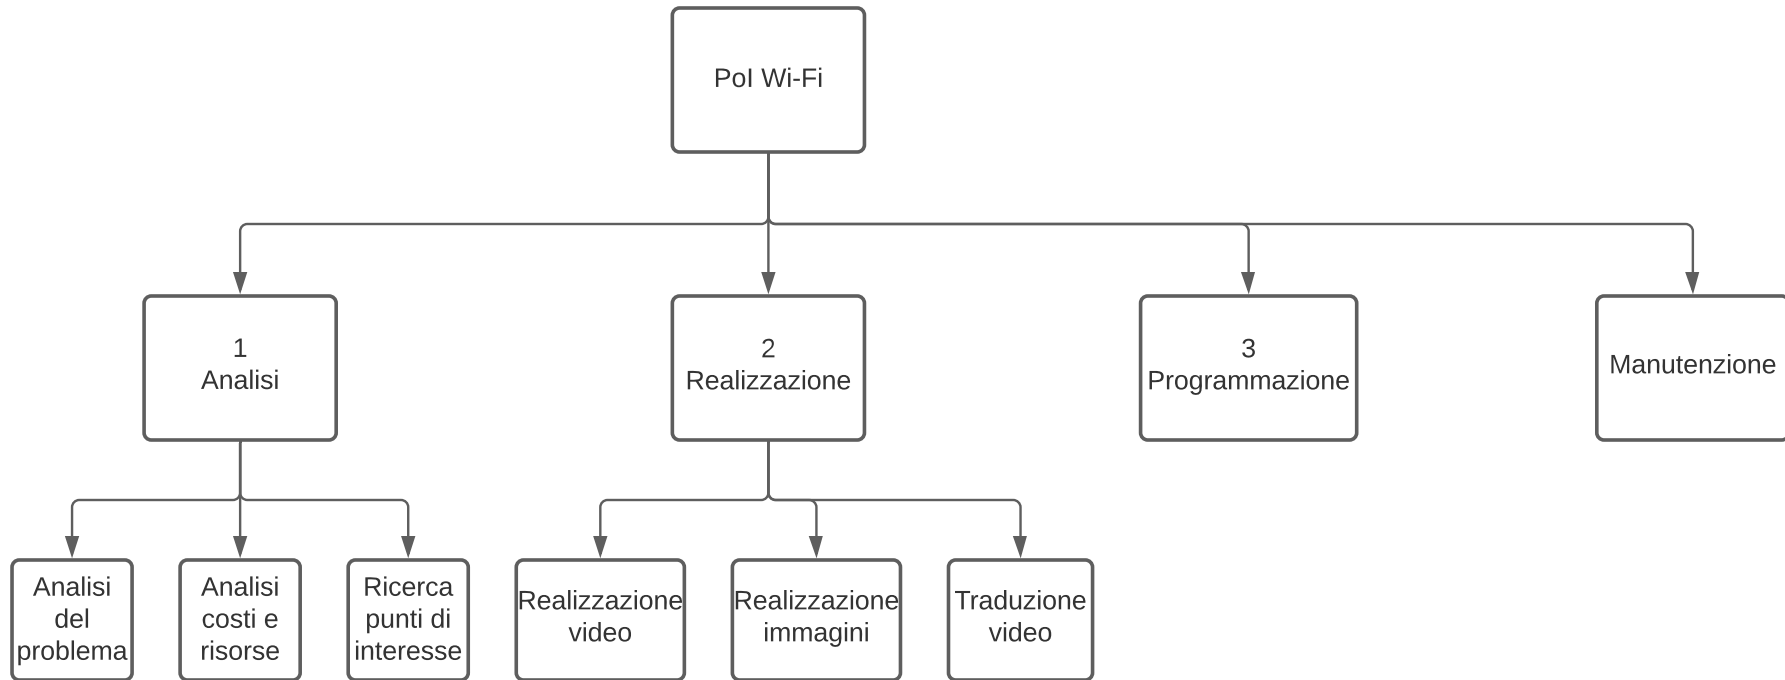 PoI Wi-Fi
1
Analisi
2
Realizzazione
3
Programmazione
Manutenzione
Analisi
del
problema
Analisi
costi e
risorse
Ricerca
punti di
interesse
Realizzazione
video
Realizzazione
immagini
Traduzione
video